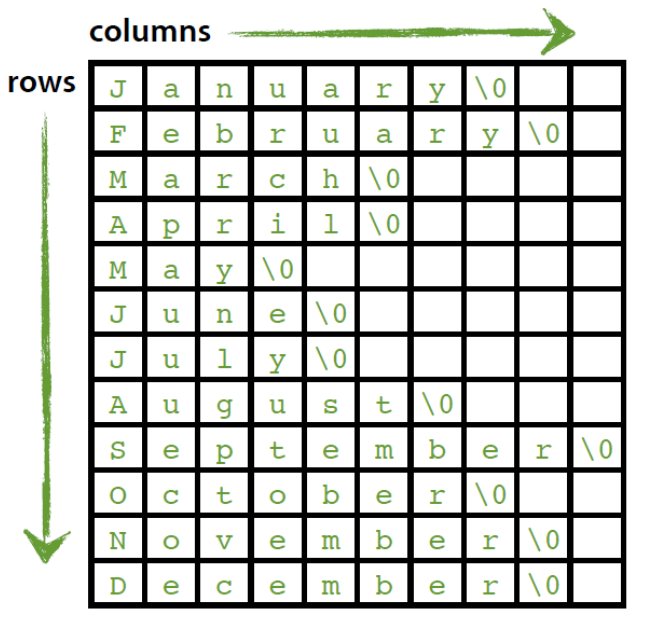 columns
rows
J a n u a r y \0
F e b r u a r y \0
M a r c h \0
A p r i l \0
M a y \0
J u n e \0
J u l y \0
A u g u s t \0
S e p t e m b e r \0
O c t o b e r \0
N o v e m b e r \0
D e c e m b e r \0